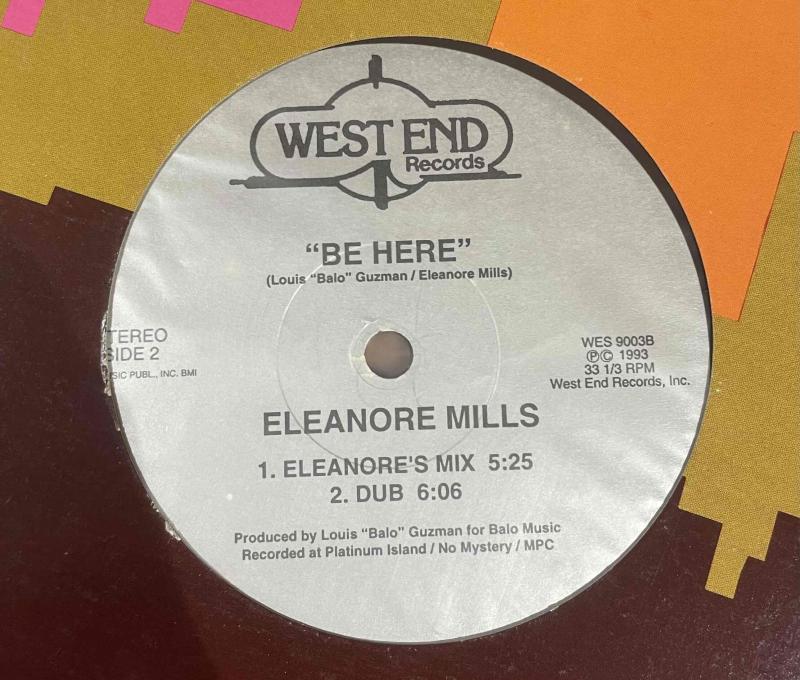 WEST END
Records
“BE HERE”
(Louis “Balo” Guzman / Eleanore Mills)
TEREO
SIDE 2
SIC PUBL., INC. BMI
WES 9003B
ⓅⒸ 1993
33 1/3 RPM
West End Records, Inc.
ELEANORE MILLS
1. ELEANORE'S MIX 5:25
2. DUB 6:06
Produced by Louis “Balo” Guzman for Balo Music
Recorded at Platinum Island / No Mystery / MPC